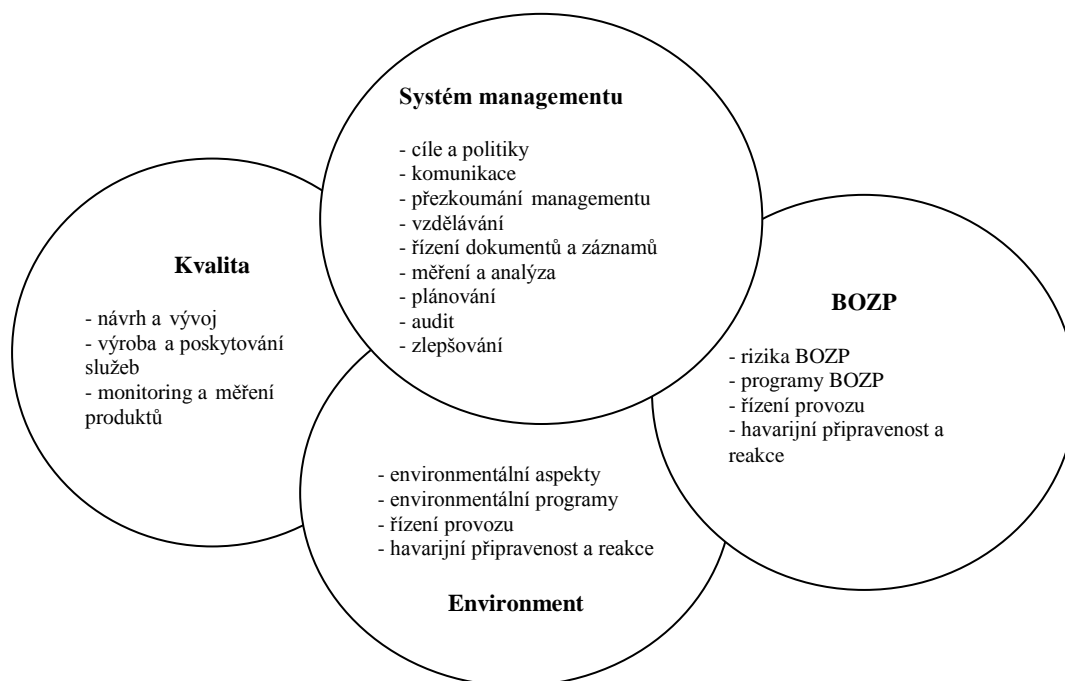 Systém managementu
- cíle a politiky
- komunikace
- přezkoumání managementu
- vzdělávání
- řízení dokumentů a záznamů
- měření a analýza
- plánování
- audit
- zlepšování
Kvalita
- návrh a vývoj
- výroba a poskytování
služeb
- monitoring a měření
produktů
BOZP
- rizika BOZP
- programy BOZP
- řízení provozu
- havarijní připravenost a
reakce
- environmentální aspekty
- environmentální programy
- řízení provozu
- havarijní připravenost a reakce
Environment